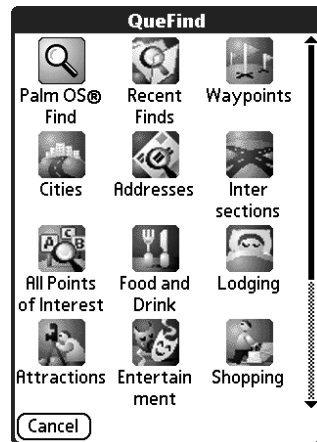 QueFind
Palm OS® Recent Waypoints
Find Finds
Cities Addresses Inter
sections
All Points Food and Lodging
of Interest Drink
Attractions Entertain Shopping
ment
Cancel